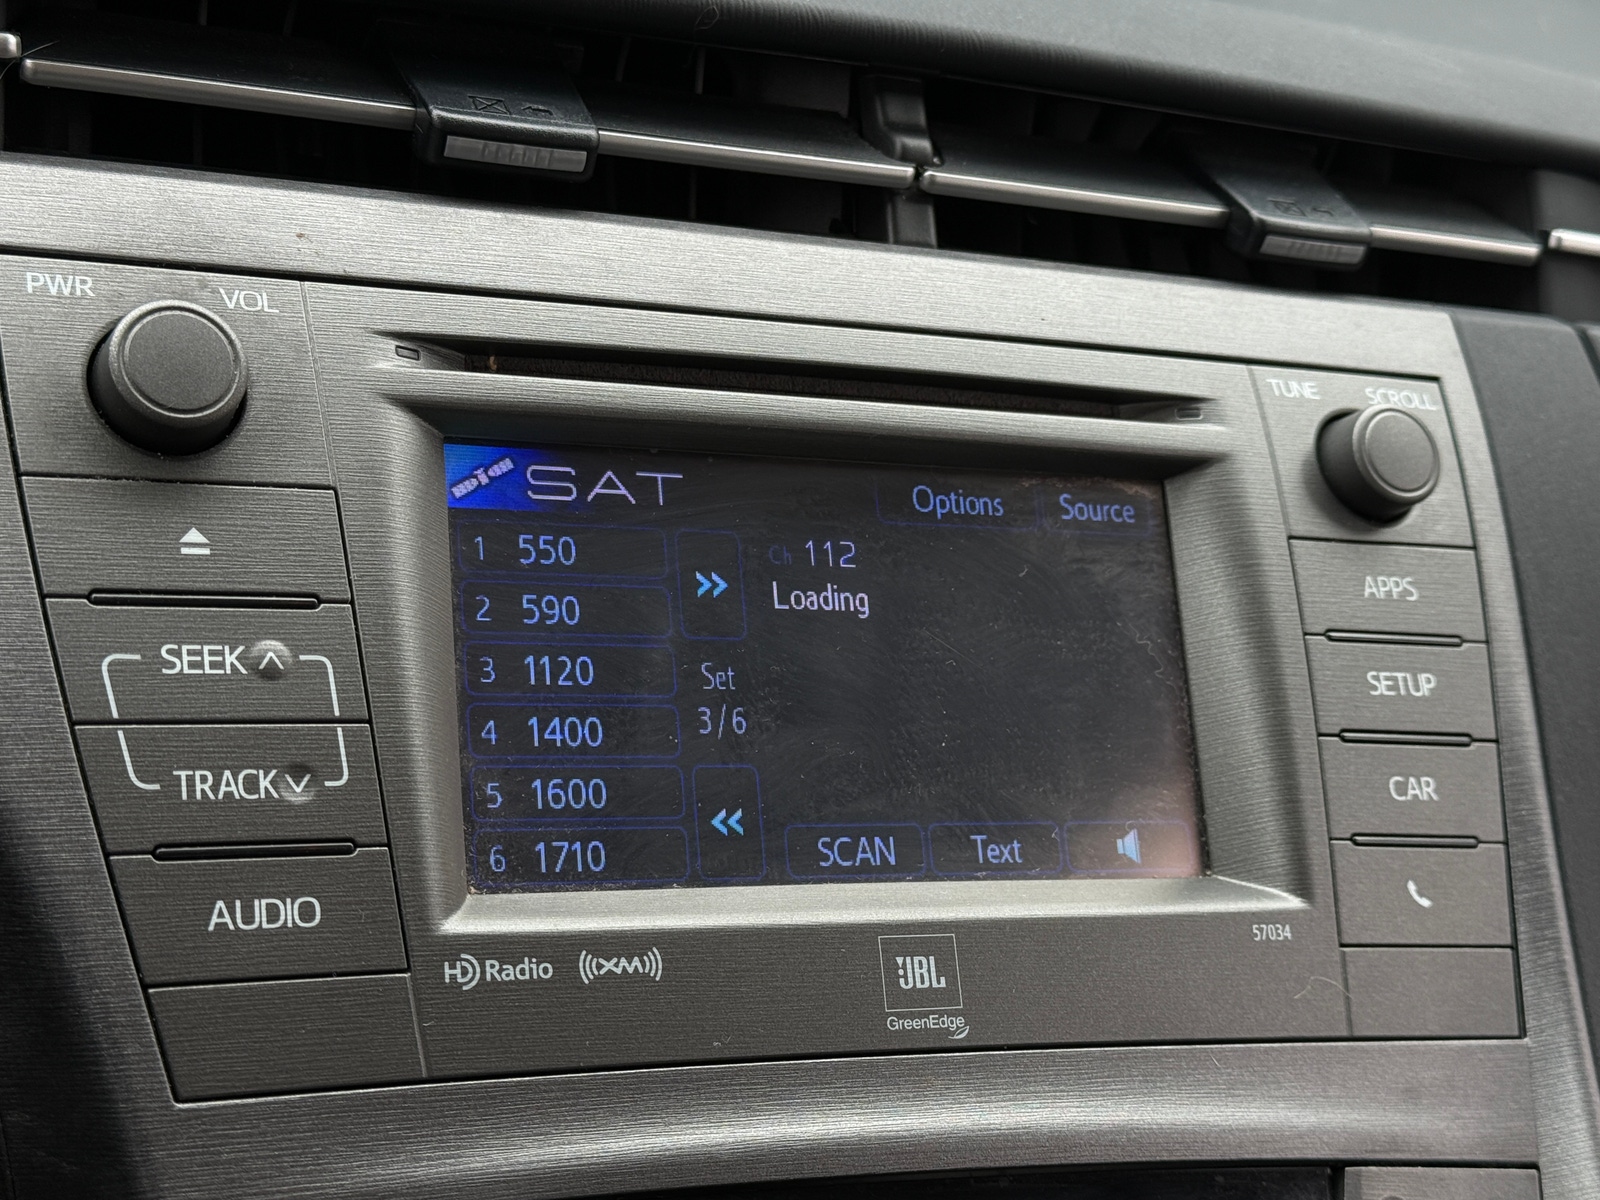 PWR
VOL
TUNE
SCROLL
SAT
Options
Source
1 550
2 590
3 1120
4 1400
5 1600
6 1710
Ch 112
Loading
Set
3/6
SCAN
Text
SEEK
TRACK
AUDIO
APPS
SETUP
CAR
57034
HD Radio
XM
JBL
GreenEdge